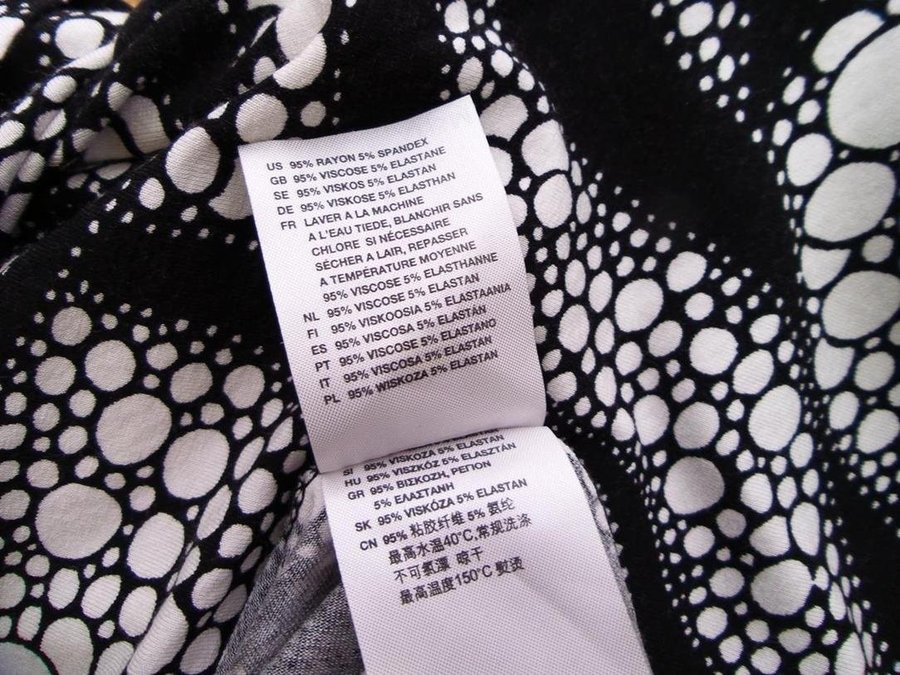 US 95% RAYON 5% SPANDEX
GB 95% VISCOSE 5% ELASTANE
SE 95% VISKOS 5% ELASTAN
DE 95% VISKOSE 5% ELASTHAN
FR LAVER A LA MACHINE
A L'EAU TIEDE, BLANCHIR SANS
CHLORE SI NÉCESSAIRE
SÉCHER A LAIR, REPASSER
A TEMPÉRATURE MOYENNE
95% VISCOSE 5% ELASTHANNE
NL 95% VISCOSE 5% ELASTAN
FI 95% VISKOOSIA 5% ELASTAANIA
ES 95% VISCOSA 5% ELASTÁN
PT 95% VISCOSE 5% ELASTANO
IT 95% VISCOSA 5% ELASTAN
PL 95% WISKOZA 5% ELASTAN
SI 95% VISKOZA 5% ELASTAN
HU 95% VISZKÓZ 5% ELASZTÁN
GR 95% ΒΙΣΚΟΖΗ, ΡΕΓΙΟΝ
5% ΕΛΑΣΤΑΝΗ
SK 95% VISKÓZA 5% ELASTAN
CN 95% 粘胶纤维 5% 氨纶
最高水温40°C,常规洗涤
不可氯漂 晾干
最高温度150°C 熨烫